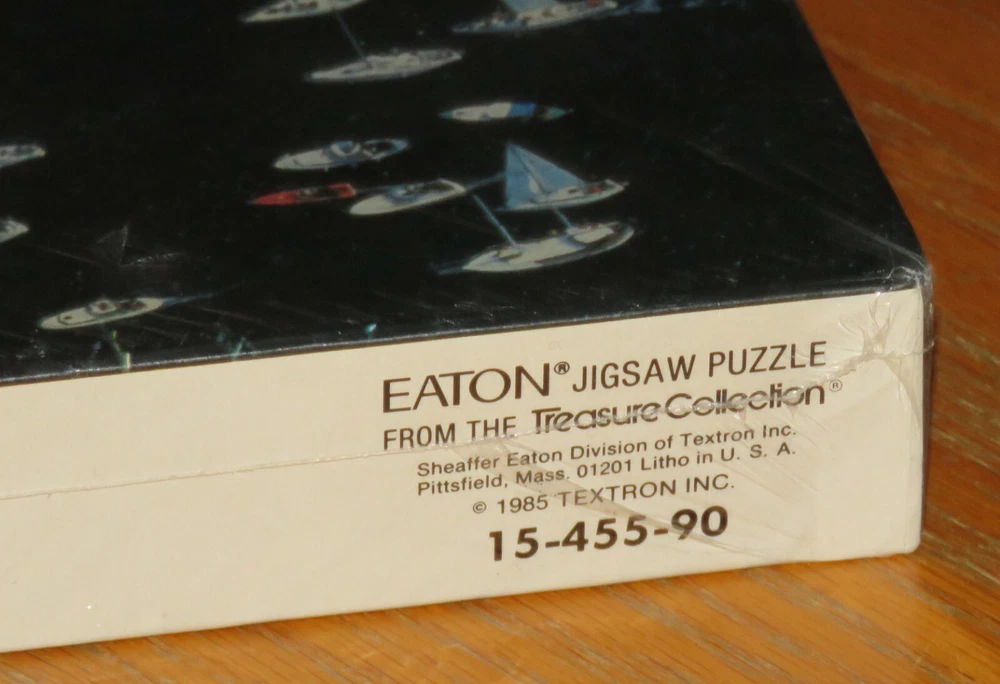 EATON® JIGSAW PUZZLE
FROM THE Treasure Collection®
Sheaffer Eaton Division of Textron Inc.
Pittsfield, Mass. 01201 Litho in U. S. A.
© 1985 TEXTRON INC.
15-455-90